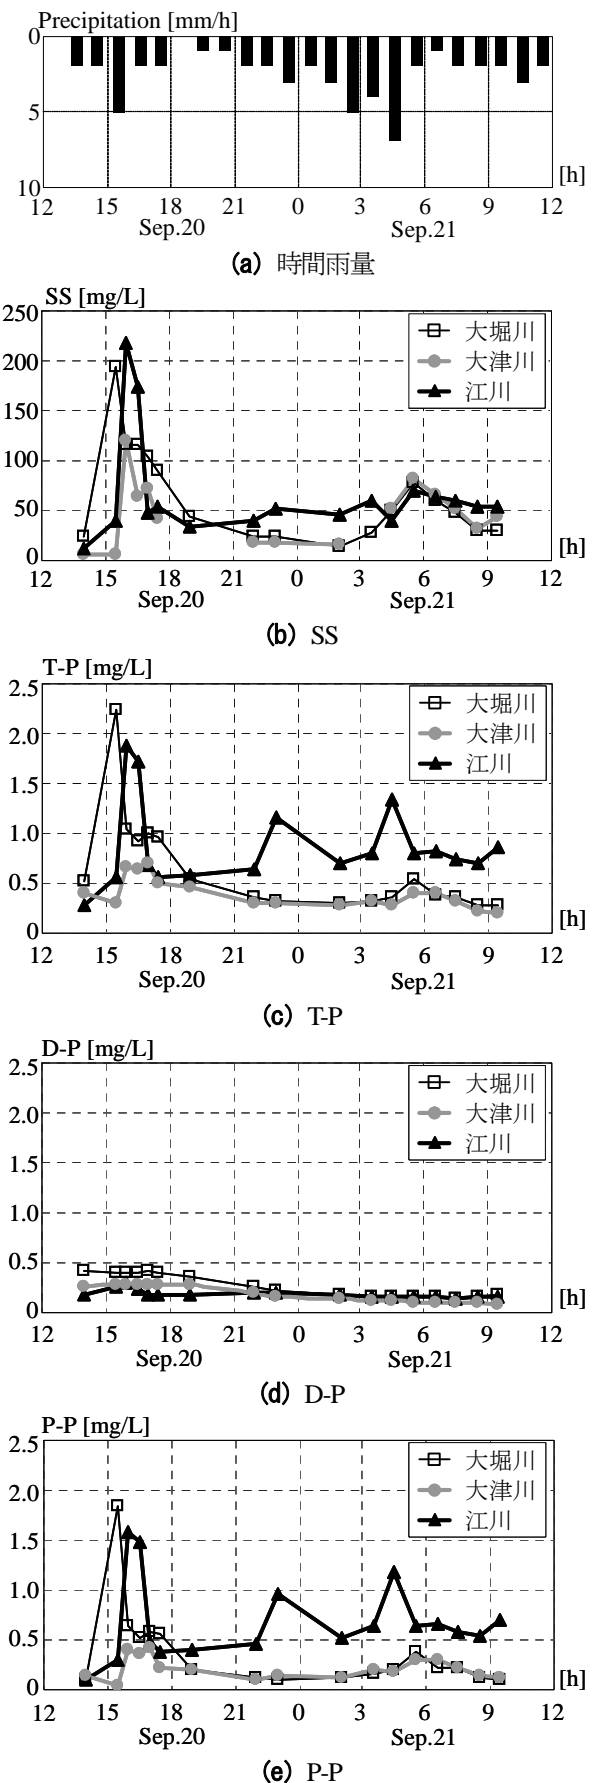 Precipitation [mm/h]
0
5
10
[h]
12 15 18 21 0 3 6 9 12
Sep.20 Sep.21
(a) 時間雨量
SS [mg/L]
250
大堀川
200
大津川
江川
150
100
50
0
[h]
12 15 18 21 0 3 6 9 12
Sep.20 Sep.21
(b) SS
T-P [mg/L]
2.5
大堀川
2.0
大津川
江川
1.5
1.0
0.5
0
[h]
12 15 18 21 0 3 6 9 12
Sep.20 Sep.21
(c) T-P
D-P [mg/L]
2.5
大堀川
2.0
大津川
江川
1.5
1.0
0.5
0
[h]
12 15 18 21 0 3 6 9 12
Sep.20 Sep.21
(d) D-P
P-P [mg/L]
2.5
大堀川
2.0
大津川
江川
1.5
1.0
0.5
0
[h]
12 15 18 21 0 3 6 9 12
Sep.20 Sep.21
(e) P-P